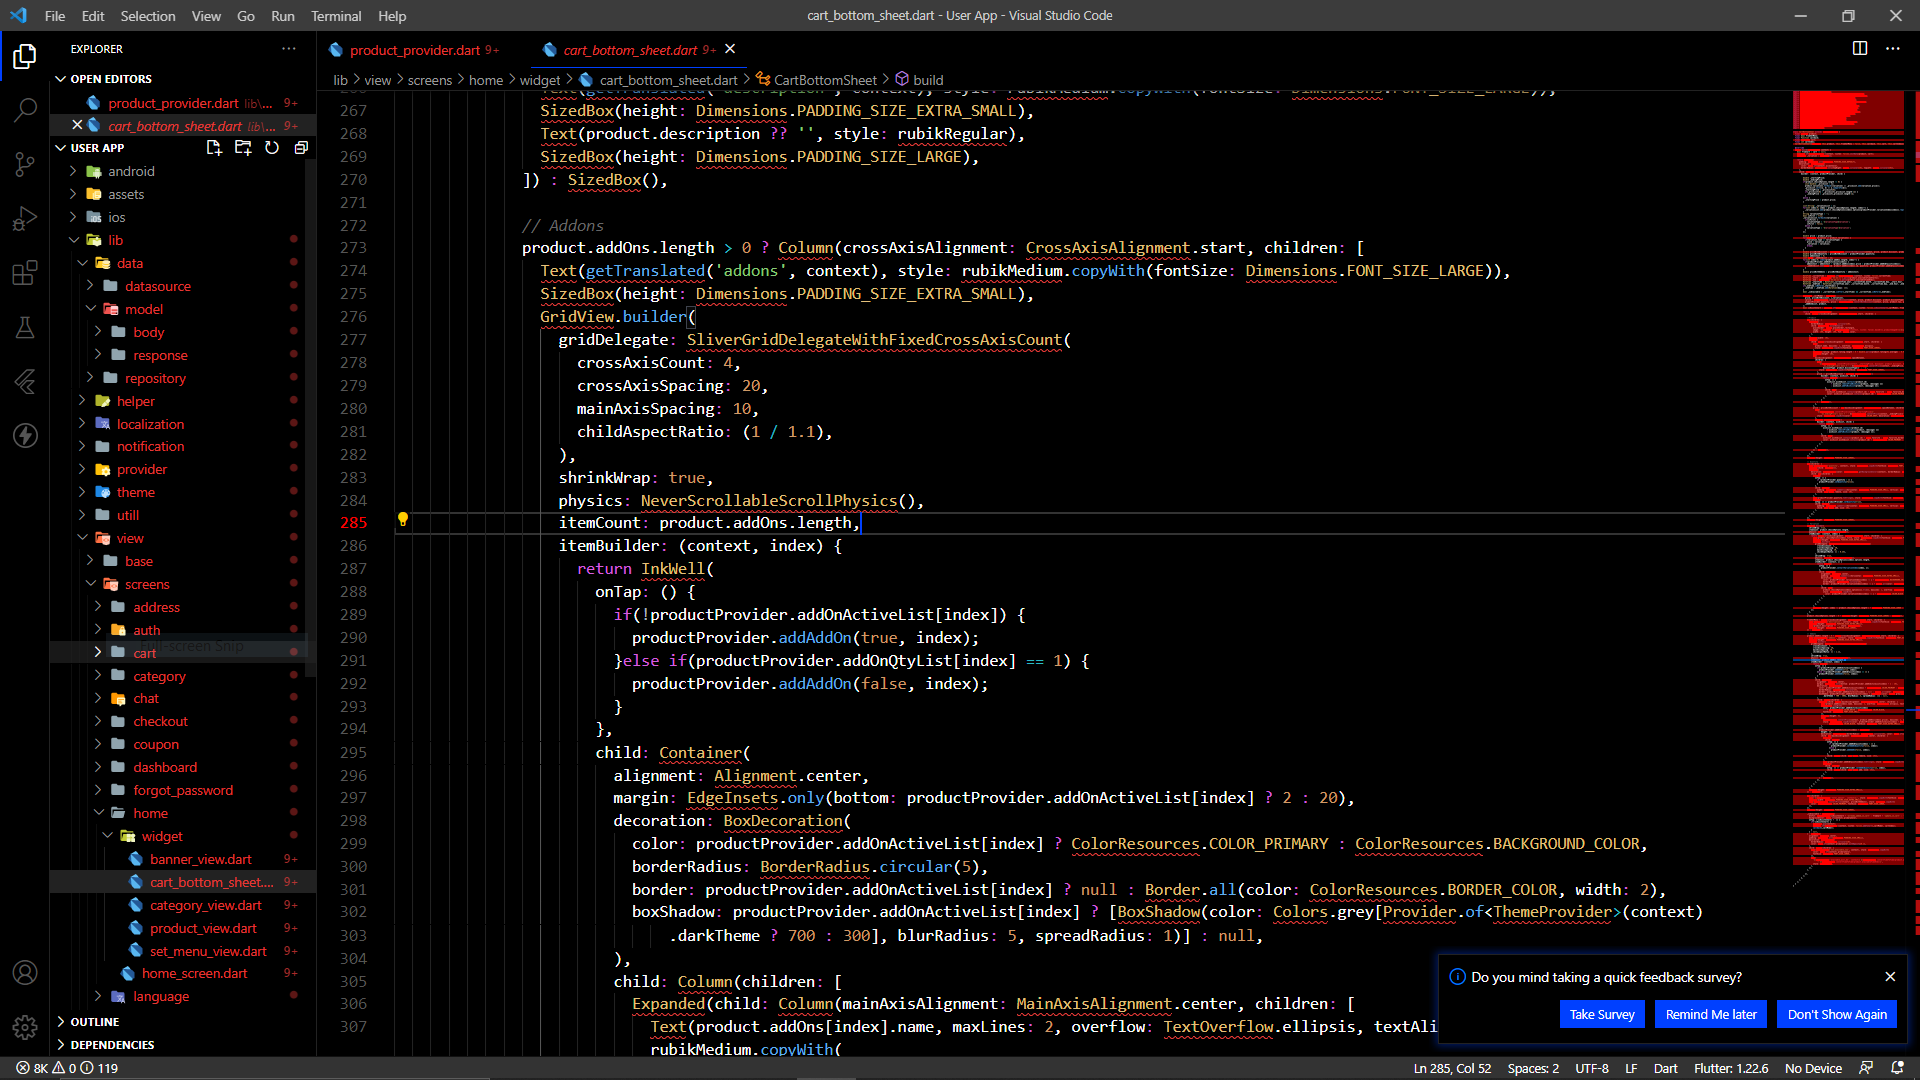 File Edit Selection View Go Run Terminal Help
cart_bottom_sheet.dart - User App - Visual Studio Code
EXPLORER
OPEN EDITORS
product_provider.dart lib\... 9+
cart_bottom_sheet.dart lib\... 9+
USER APP
android
assets
ios
lib
data
datasource
model
body
response
repository
helper
localization
notification
provider
theme
utill
view
base
screens
address
auth
Full-screen Snip
cart
category
chat
checkout
coupon
dashboard
forgot_password
home
widget
banner_view.dart 9+
cart_bottom_sheet.... 9+
category_view.dart 9+
product_view.dart 9+
set_menu_view.dart 9+
home_screen.dart 9+
language
OUTLINE
DEPENDENCIES
product_provider.dart 9+
cart_bottom_sheet.dart 9+
lib > view > screens > home > widget > cart_bottom_sheet.dart > CartBottomSheet > build
266 Text(getTranslated('description', context), style: rubikMedium.copyWith(fontSize: Dimensions.FONT_SIZE_LARGE)),
267 SizedBox(height: Dimensions.PADDING_SIZE_EXTRA_SMALL),
268 Text(product.description ?? '', style: rubikRegular),
269 SizedBox(height: Dimensions.PADDING_SIZE_LARGE),
270 ]) : SizedBox(),
271
272 // Addons
273 product.addOns.length > 0 ? Column(crossAxisAlignment: CrossAxisAlignment.start, children: [
274 Text(getTranslated('addons', context), style: rubikMedium.copyWith(fontSize: Dimensions.FONT_SIZE_LARGE)),
275 SizedBox(height: Dimensions.PADDING_SIZE_EXTRA_SMALL),
276 GridView.builder(
277 gridDelegate: SliverGridDelegateWithFixedCrossAxisCount(
278 crossAxisCount: 4,
279 crossAxisSpacing: 20,
280 mainAxisSpacing: 10,
281 childAspectRatio: (1 / 1.1),
282 ),
283 shrinkWrap: true,
284 physics: NeverScrollableScrollPhysics(),
285 itemCount: product.addOns.length,
286 itemBuilder: (context, index) {
287 return InkWell(
288 onTap: () {
289 if(!productProvider.addOnActiveList[index]) {
290 productProvider.addAddOn(true, index);
291 }else if(productProvider.addOnQtyList[index] == 1) {
292 productProvider.addAddOn(false, index);
293 }
294 },
295 child: Container(
296 alignment: Alignment.center,
297 margin: EdgeInsets.only(bottom: productProvider.addOnActiveList[index] ? 2 : 20),
298 decoration: BoxDecoration(
299 color: productProvider.addOnActiveList[index] ? ColorResources.COLOR_PRIMARY : ColorResources.BACKGROUND_COLOR,
300 borderRadius: BorderRadius.circular(5),
301 border: productProvider.addOnActiveList[index] ? null : Border.all(color: ColorResources.BORDER_COLOR, width: 2),
302 boxShadow: productProvider.addOnActiveList[index] ? [BoxShadow(color: Colors.grey[Provider.of<ThemeProvider>(context)
303 .darkTheme ? 700 : 300], blurRadius: 5, spreadRadius: 1)] : null,
304 ),
305 child: Column(children: [
306 Expanded(child: Column(mainAxisAlignment: MainAxisAlignment.center, children: [
307 Text(product.addOns[index].name, maxLines: 2, overflow: TextOverflow.ellipsis, textAli
rubikMedium.copyWith(
Do you mind taking a quick feedback survey?
Take Survey Remind Me later Don't Show Again
8K 0 119
Ln 285, Col 52 Spaces: 2 UTF-8 LF Dart Flutter: 1.22.6 No Device